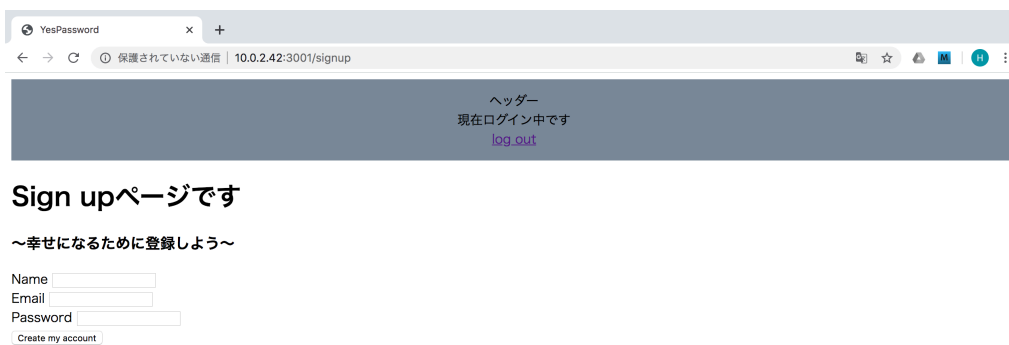 YesPassword
保護されていない通信 10.0.2.42:3001/signup
M
H
ヘッダー
現在ログイン中です
log out
Sign upページです
〜幸せになるために登録しよう〜
Name
Email
Password
Create my account